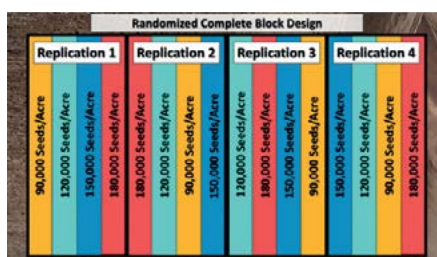 Randomized Complete Block Design
Replication 1
Replication 2
Replication 3
Replication 4
90,000 Seeds/Acre
120,000 Seeds/Acre
150,000 Seeds/Acre
180,000 Seeds/Acre
180,000 Seeds/Acre
120,000 Seeds/Acre
90,000 Seeds/Acre
150,000 Seeds/Acre
120,000 Seeds/Acre
180,000 Seeds/Acre
150,000 Seeds/Acre
90,000 Seeds/Acre
150,000 Seeds/Acre
120,000 Seeds/Acre
90,000 Seeds/Acre
180,000 Seeds/Acre